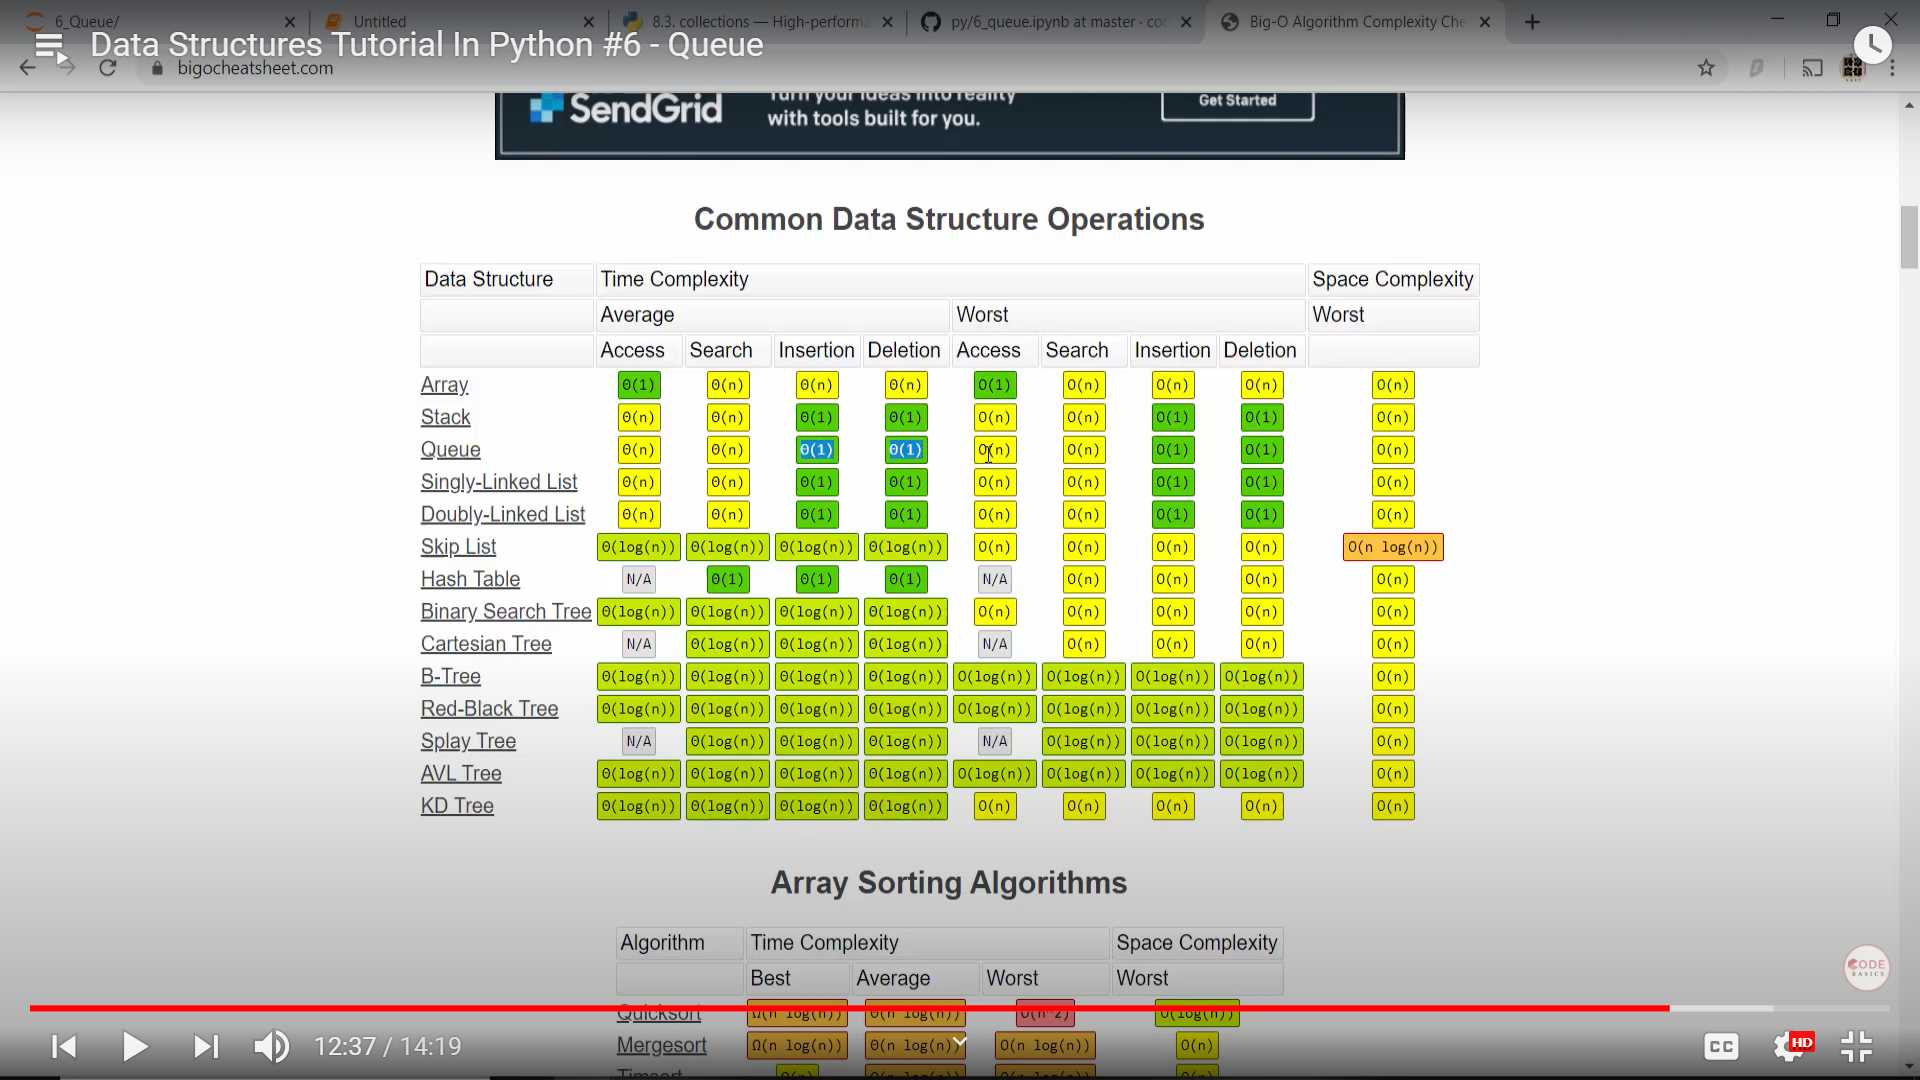 6_Queue/ Untitled 8.3. collections — High-performa py/6_queue.ipynb at master · co Big-O Algorithm Complexity Che
Data Structures Tutorial In Python #6 - Queue
bigocheatsheet.com
SendGrid Turn your ideas into reality with tools built for you. Get Started
Common Data Structure Operations
Data Structure Time Complexity Space Complexity
Average Worst Worst
Access Search Insertion Deletion Access Search Insertion Deletion
Array Θ(1) Θ(n) Θ(n) Θ(n) O(1) O(n) O(n) O(n) O(n)
Stack Θ(n) Θ(n) Θ(1) Θ(1) O(n) O(n) O(1) O(1) O(n)
Queue Θ(n) Θ(n) Θ(1) Θ(1) O(n) O(n) O(1) O(1) O(n)
Singly-Linked List Θ(n) Θ(n) Θ(1) Θ(1) O(n) O(n) O(1) O(1) O(n)
Doubly-Linked List Θ(n) Θ(n) Θ(1) Θ(1) O(n) O(n) O(1) O(1) O(n)
Skip List Θ(log(n)) Θ(log(n)) Θ(log(n)) Θ(log(n)) O(n) O(n) O(n) O(n) O(n log(n))
Hash Table N/A Θ(1) Θ(1) Θ(1) N/A O(n) O(n) O(n) O(n)
Binary Search Tree Θ(log(n)) Θ(log(n)) Θ(log(n)) Θ(log(n)) O(n) O(n) O(n) O(n) O(n)
Cartesian Tree N/A Θ(log(n)) Θ(log(n)) Θ(log(n)) N/A O(n) O(n) O(n) O(n)
B-Tree Θ(log(n)) Θ(log(n)) Θ(log(n)) Θ(log(n)) O(log(n)) O(log(n)) O(log(n)) O(log(n)) O(n)
Red-Black Tree Θ(log(n)) Θ(log(n)) Θ(log(n)) Θ(log(n)) O(log(n)) O(log(n)) O(log(n)) O(log(n)) O(n)
Splay Tree N/A Θ(log(n)) Θ(log(n)) Θ(log(n)) N/A O(log(n)) O(log(n)) O(log(n)) O(n)
AVL Tree Θ(log(n)) Θ(log(n)) Θ(log(n)) Θ(log(n)) O(log(n)) O(log(n)) O(log(n)) O(log(n)) O(n)
KD Tree Θ(log(n)) Θ(log(n)) Θ(log(n)) Θ(log(n)) O(n) O(n) O(n) O(n) O(n)
Array Sorting Algorithms
Algorithm Time Complexity Space Complexity
Best Average Worst Worst
CODE BASICS
Quicksort Ω(n log(n)) Θ(n log(n)) O(n^2) O(log(n))
Mergesort Ω(n log(n)) Θ(n log(n)) O(n log(n)) O(n)
Timsort Ω(n) Θ(n log(n)) O(n log(n)) O(n)
12:37 / 14:19 CC HD